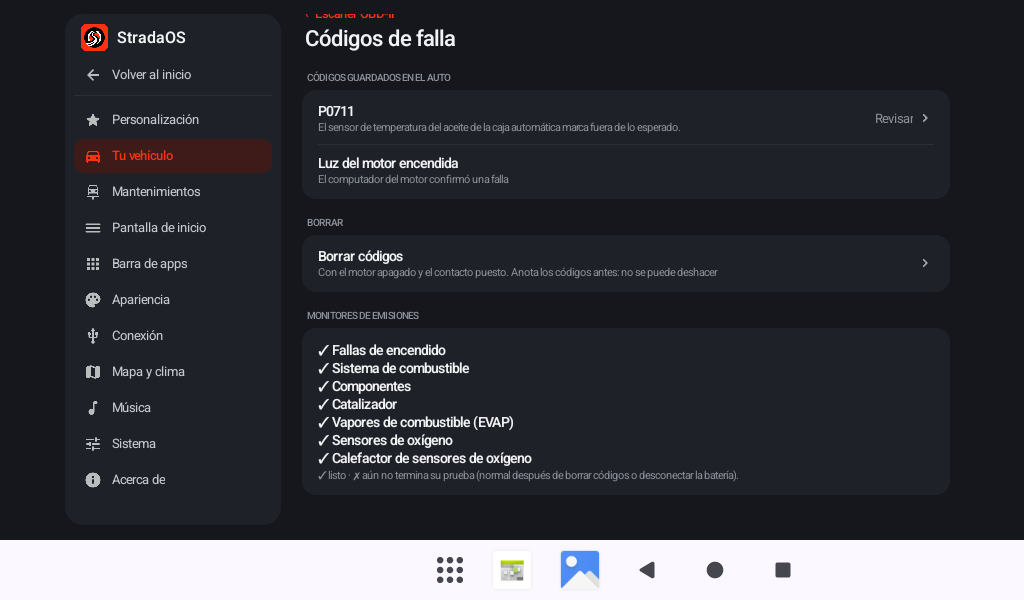 StradaOS
Volver al inicio
Personalización
Tu vehículo
Mantenimientos
Pantalla de inicio
Barra de apps
Apariencia
Conexión
Mapa y clima
Música
Sistema
Acerca de
‹ Escáner OBD-II
Códigos de falla
CÓDIGOS GUARDADOS EN EL AUTO
P0711
El sensor de temperatura del aceite de la caja automática marca fuera de lo esperado.
Revisar
Luz del motor encendida
El computador del motor confirmó una falla
BORRAR
Borrar códigos
Con el motor apagado y el contacto puesto. Anota los códigos antes: no se puede deshacer
MONITORES DE EMISIONES
✓ Fallas de encendido
✓ Sistema de combustible
✓ Componentes
✓ Catalizador
✓ Vapores de combustible (EVAP)
✓ Sensores de oxígeno
✓ Calefactor de sensores de oxígeno
✓ listo · ✗ aún no termina su prueba (normal después de borrar códigos o desconectar la batería).